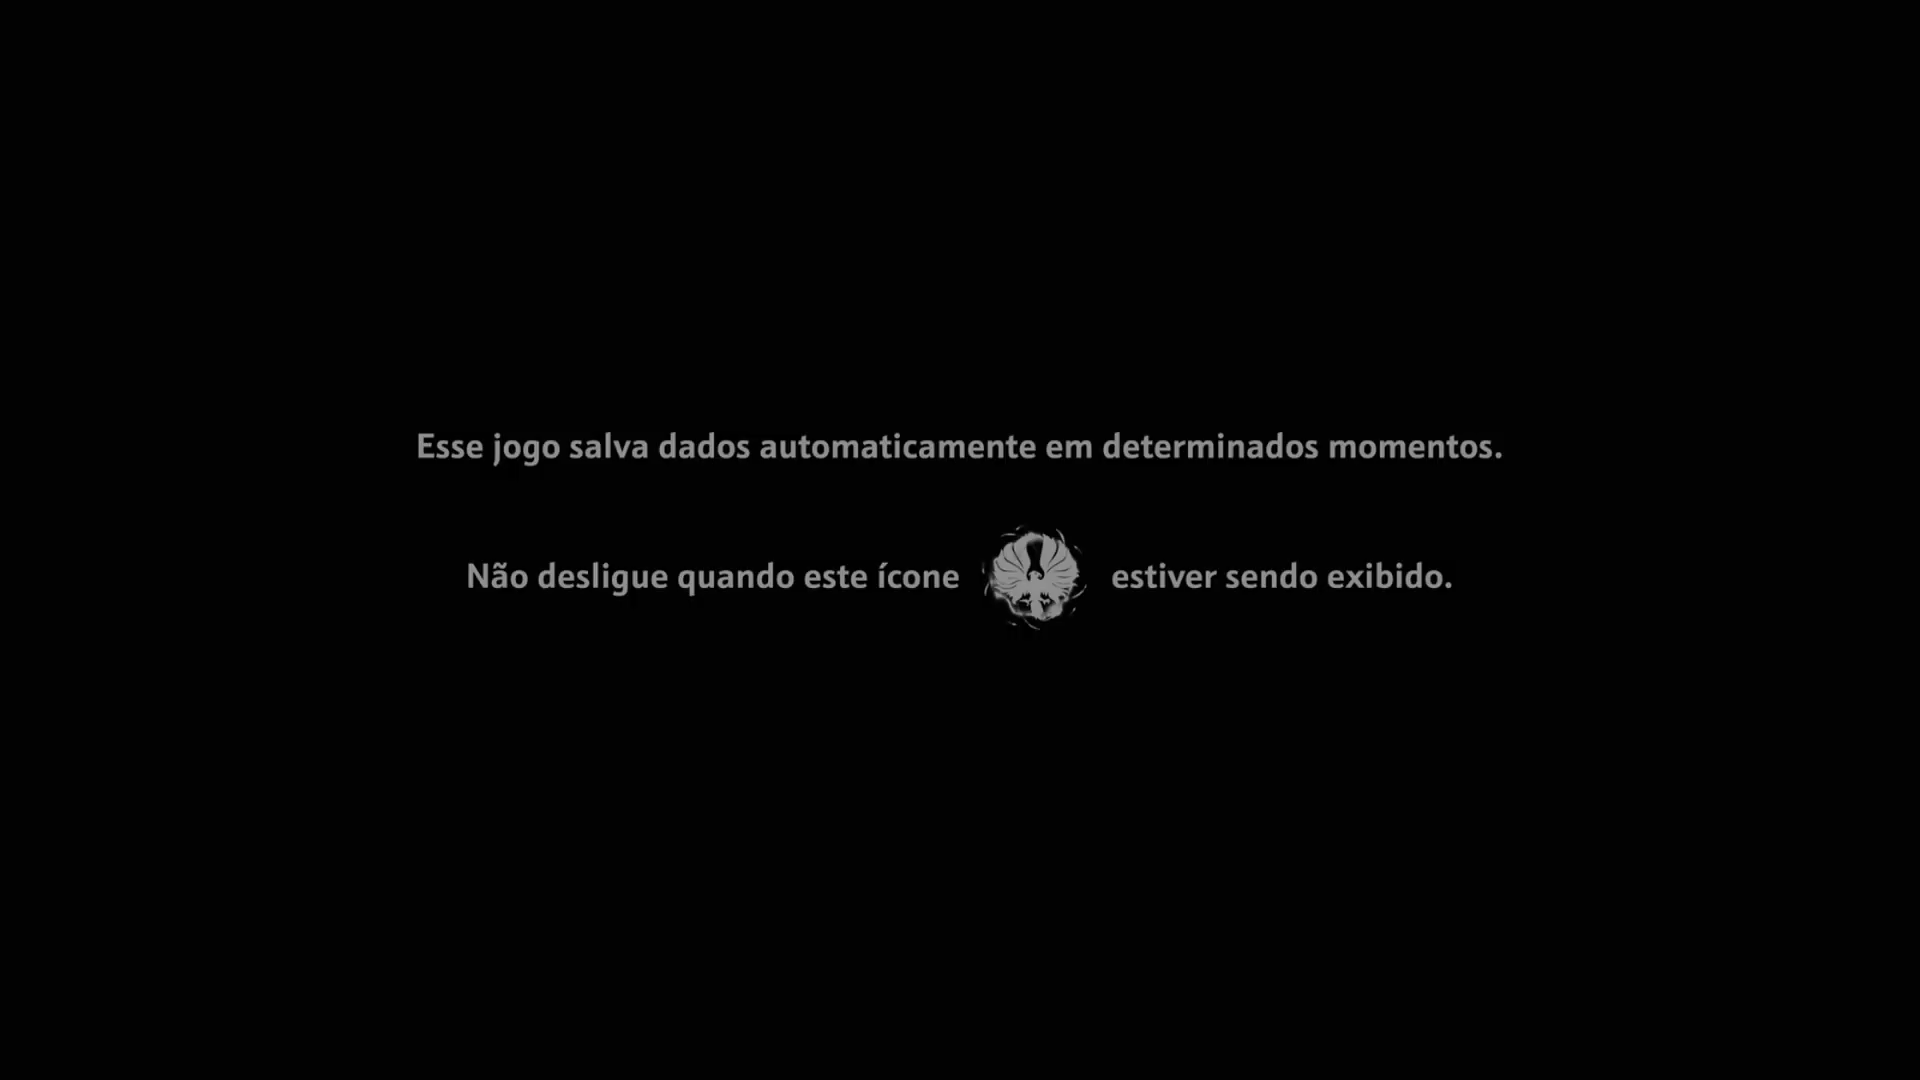 Esse jogo salva dados automaticamente em determinados momentos.
Não desligue quando este ícone estiver sendo exibido.